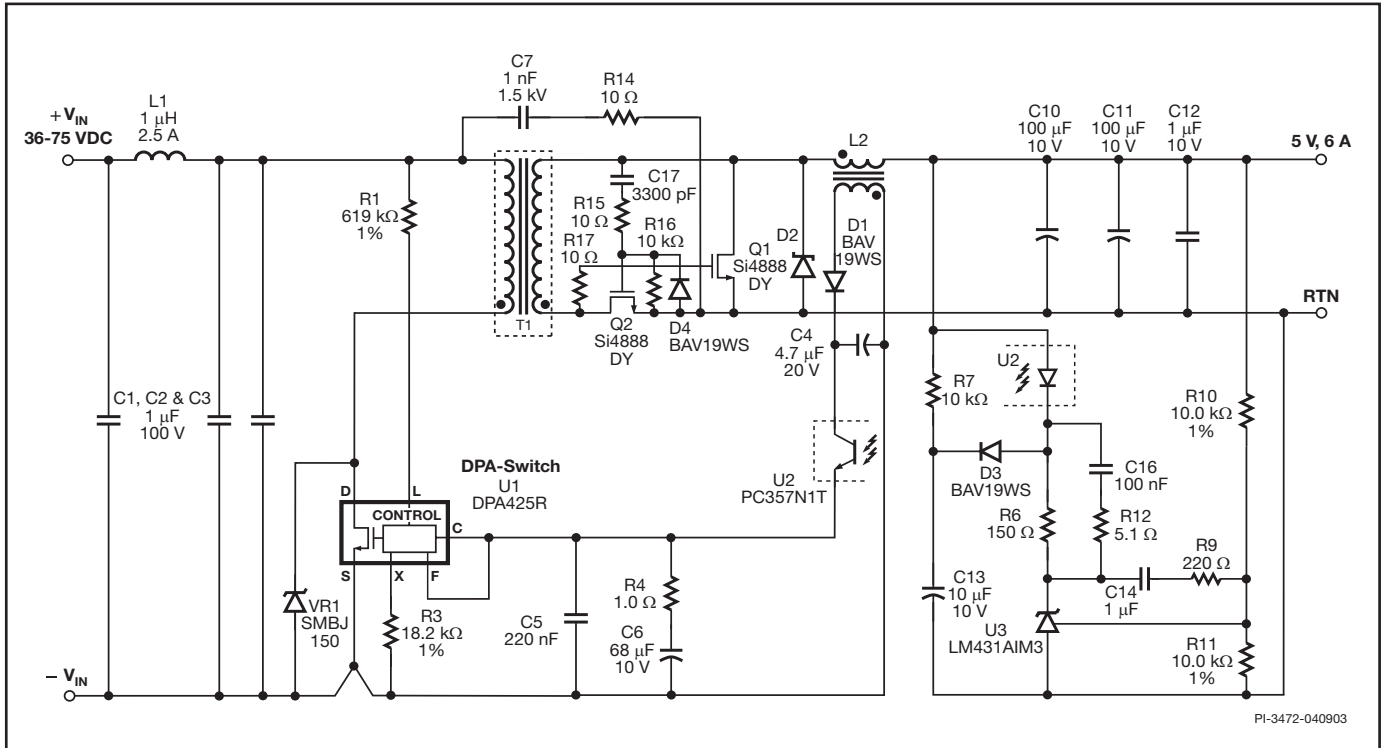 C7
1 nF
1.5 kV
R14
10 Ω
+ VIN
36-75 VDC
L1
1 μH
2.5 A
C10
100 μF
10 V
C11
100 μF
10 V
C12
1 μF
10 V
5 V, 6 A
L2
R1
619 kΩ
1%
C17
3300 pF
R15
10 Ω
R16
10 kΩ
R17
10 Ω
Q1
Si4888
DY
D2
D1
BAV
19WS
T1
Q2
Si4888
DY
D4
BAV19WS
C4
4.7 μF
20 V
RTN
U2
R7
10 kΩ
R10
10.0 kΩ
1%
C1, C2 & C3
1 μF
100 V
DPA-Switch
U1
DPA425R
D
L
CONTROL
C
S
X
F
U2
PC357N1T
D3
BAV19WS
C16
100 nF
R6
150 Ω
R12
5.1 Ω
R9
220 Ω
VR1
SMBJ
150
R3
18.2 kΩ
1%
C5
220 nF
R4
1.0 Ω
C6
68 μF
10 V
C13
10 μF
10 V
C14
1 μF
U3
LM431AIM3
R11
10.0 kΩ
1%
− VIN
PI-3472-040903